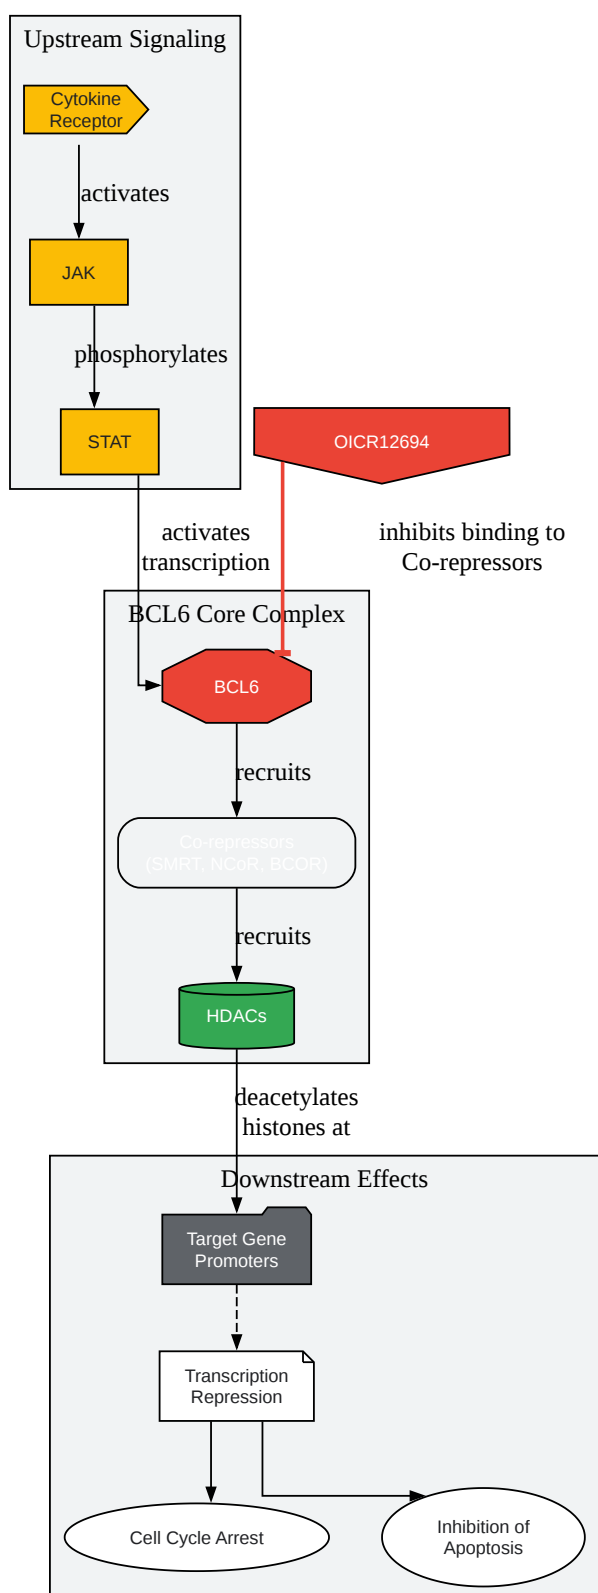 Upstream Signaling
Cytokine
Receptor
activates
JAK
phosphorylates
STAT
OICR12694
activates
transcription
inhibits binding to
Co-repressors
BCL6 Core Complex
BCL6
recruits
Co-repressors
(SMRT, NCoR, BCOR)
recruits
HDACs
deacetylates
histones at
Downstream Effects
Target Gene
Promoters
Transcription
Repression
Cell Cycle Arrest
Inhibition of
Apoptosis